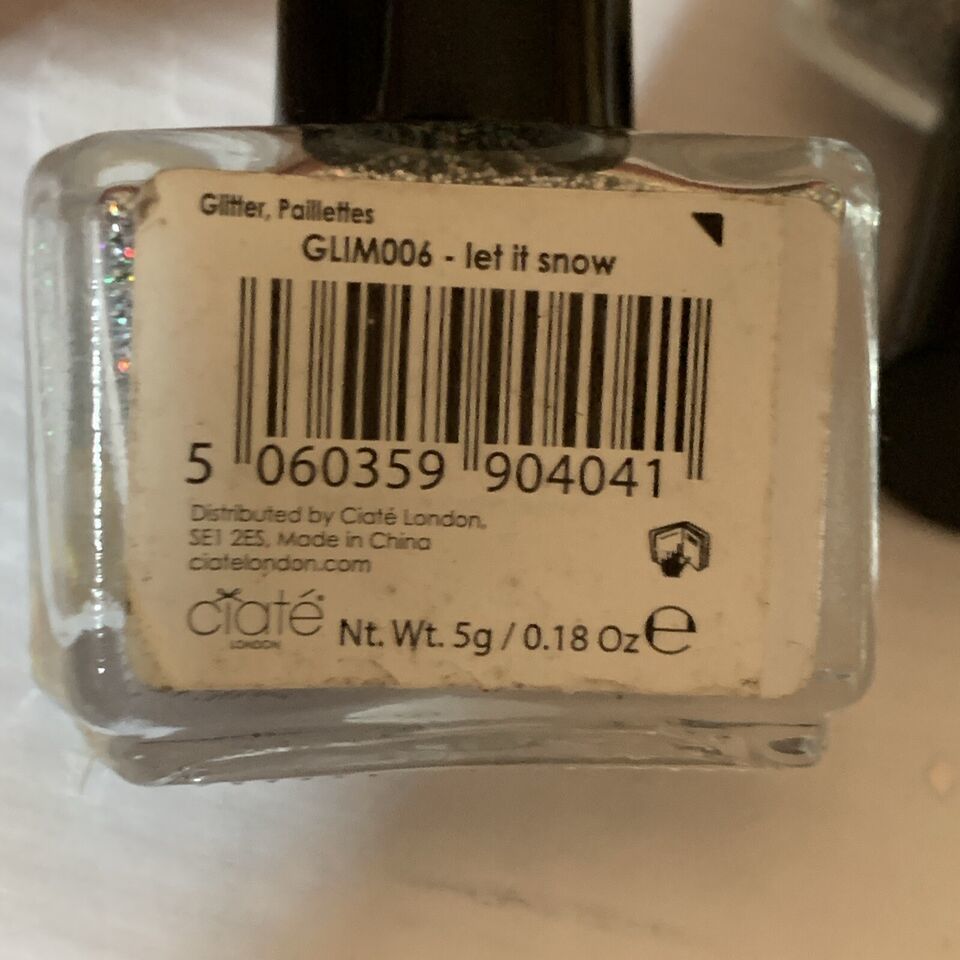 Glitter, Paillettes
GLIM006 - let it snow
5 060359 904041
Distributed by Ciaté London,
SE1 2ES, Made in China
ciatelondon.com
ciaté
LONDON
Nt. Wt. 5g / 0.18 Oz e